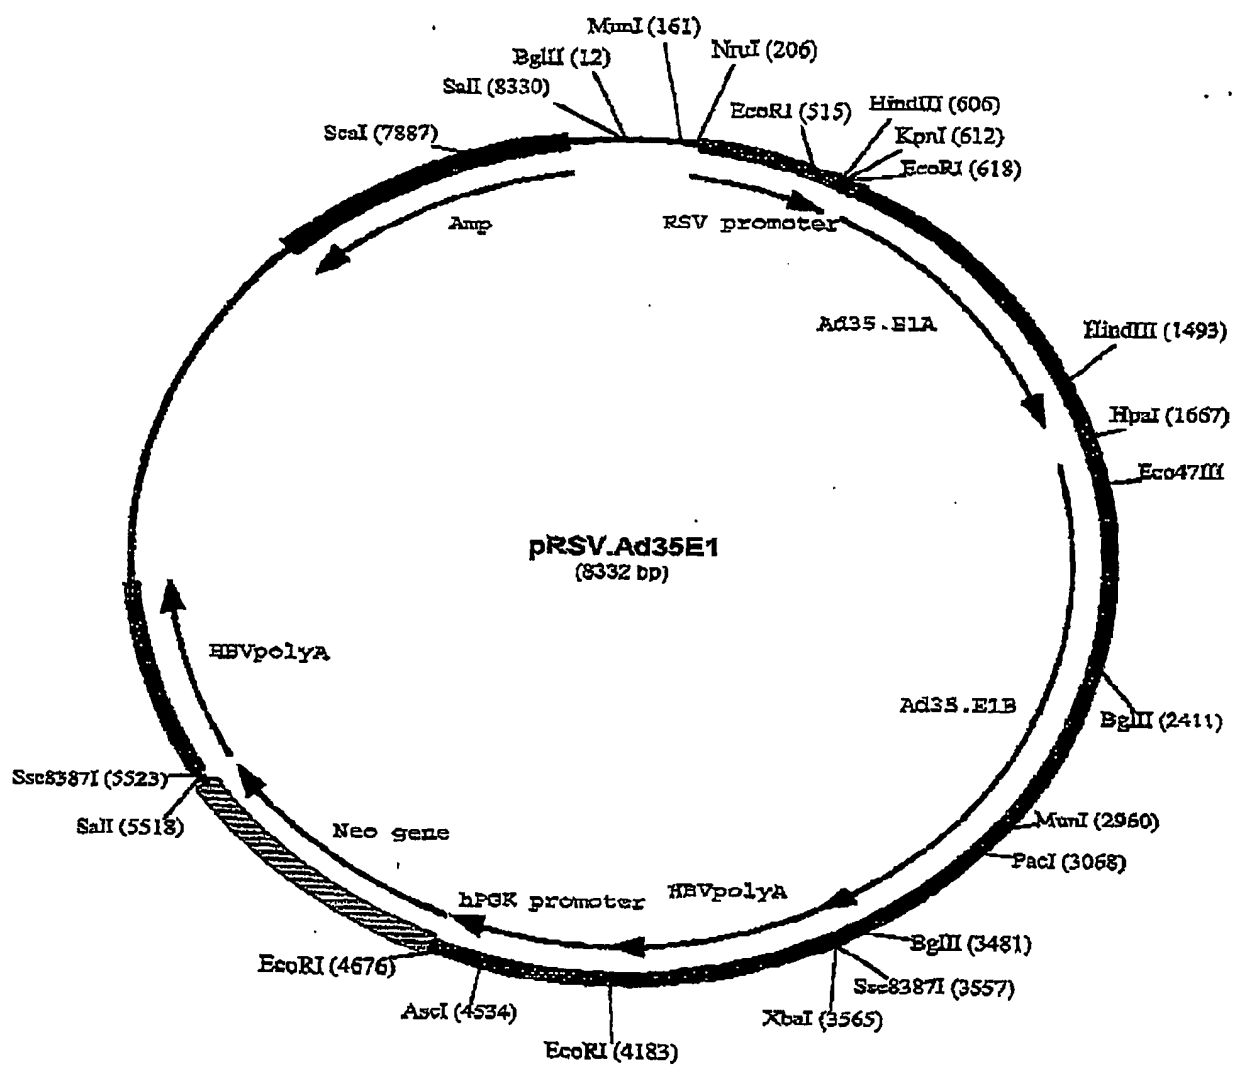 MunI (161)
BglII (12)
NruI (206)
SalI (8330)
EcoRI (515)
HindIII (606)
ScaI (7887)
KpnI (612)
EcoRI (618)
Amp
RSV promoter
Ad35.E1A
HindIII (1493)
HpaI (1667)
Eco47III
pRSV.Ad35E1
(8332 bp)
HBVpolyA
Ad35.E1B
BglII (2411)
Sse8387I (5523)
SalI (5518)
MunI (2960)
Neo gene
PacI (3068)
HBVpolyA
hPGK promoter
BglII (3481)
EcoRI (4676)
Sse8387I (3557)
AscI (4534)
XbaI (3565)
EcoRI (4183)